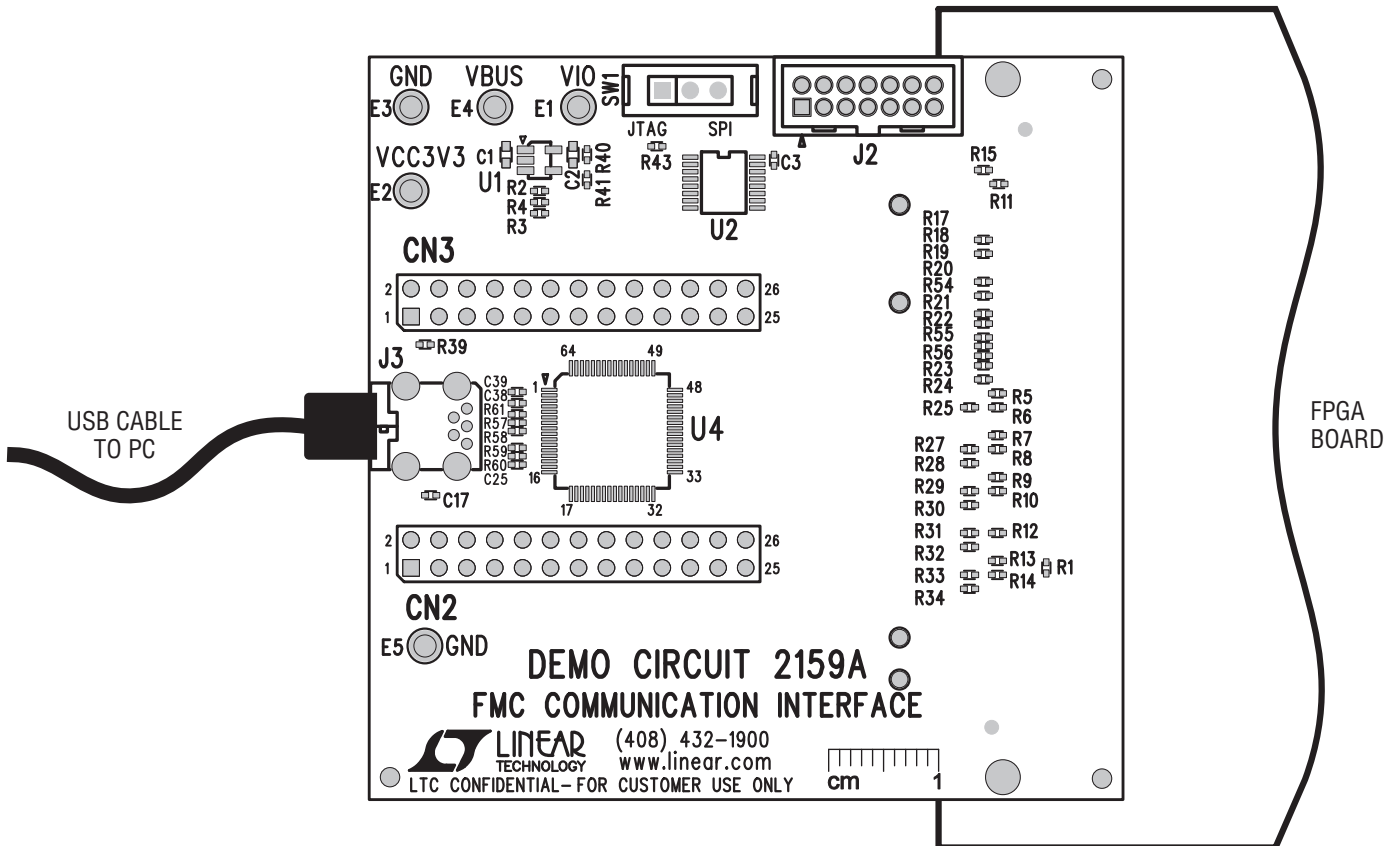 GND VBUS VIO
E3 E4 E1
SW1
JTAG SPI
J2
VCC3V3
E2
C1 U1 C2 R40
R41
R2
R4
R3
R43
C3
U2
R15
R11
R17
R18
R19
R20
R54
R21
R22
R55
R56
R23
R24
R5
R25 R6
R7
R27
R28 R8
R9
R29 R10
R30
R31 R12
R32
R13 R1
R33 R14
R34
CN3
2 26
1 25
R39
J3
64 49
C39 1 48
C38
R61
R57
R58
R59
R60
C25 16 33
U4
17 32
C17
2 26
1 25
CN2
E5 GND
USB CABLE
TO PC
FPGA
BOARD
DEMO CIRCUIT 2159A
FMC COMMUNICATION INTERFACE
LINEAR
TECHNOLOGY
(408) 432-1900
www.linear.com
LTC CONFIDENTIAL-FOR CUSTOMER USE ONLY
cm 1